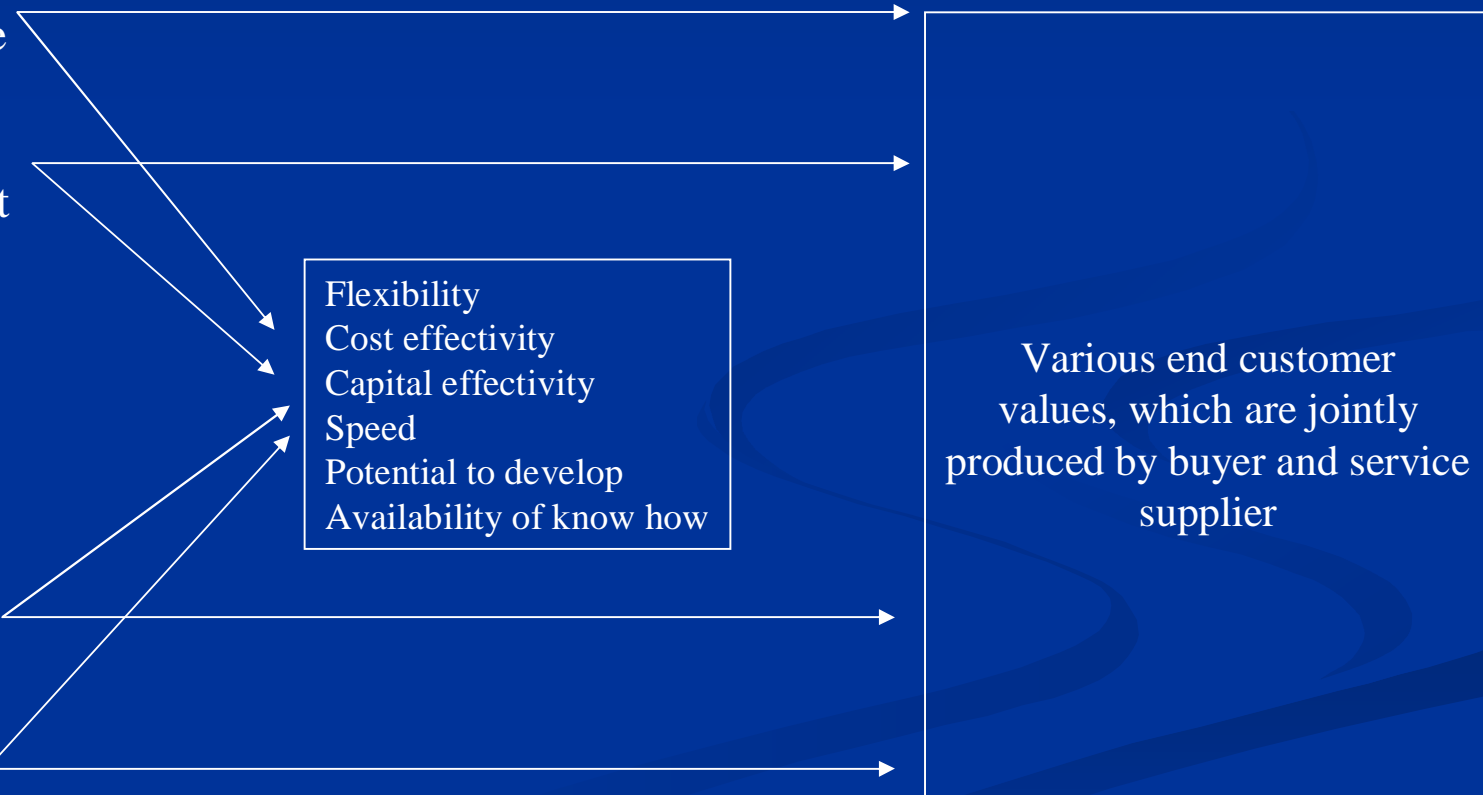 Flexibility
Cost effectivity
Capital effectivity
Speed
Potential to develop
Availability of know how
Various end customer
values, which are jointly
produced by buyer and service
supplier